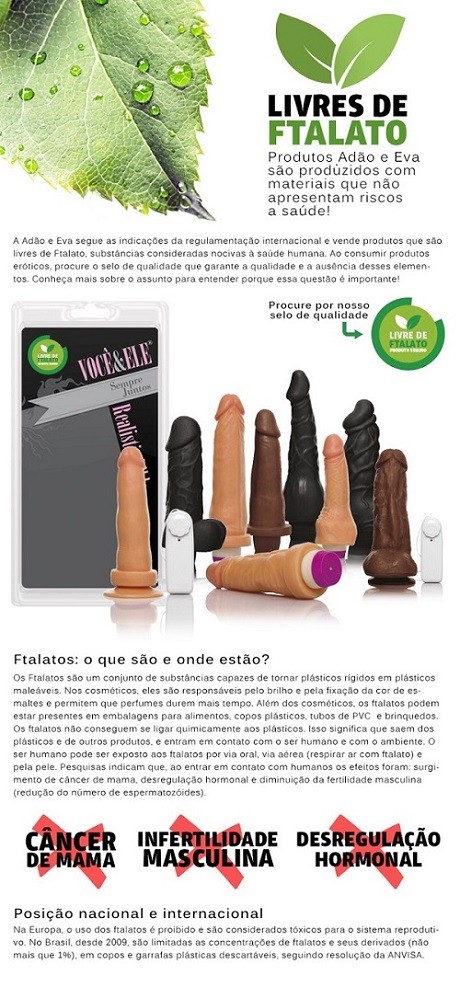 LIVRES DE
FTALATO
Produtos Adão e Eva
são produzidos com
materiais que não
apresentam riscos
a saúde!
A Adão e Eva segue as indicações da regulamentação internacional e vende produtos que são
livres de Ftalato, substâncias consideradas nocivas à saúde humana. Ao consumir produtos
eróticos, procure o selo de qualidade que garante a qualidade e a ausência desses elemen-
tos. Conheça mais sobre o assunto para entender porque essa questão é importante!
Procure por nosso
selo de qualidade
LIVRE DE
FTALATO
PRODUTO ERÓTICO
LIVRE DE
FTALATO
VOCÊ&ELE®
Sempre
Juntos
Ftalatos: o que são e onde estão?
Os Ftalatos são um conjunto de substâncias capazes de tornar plásticos rígidos em plásticos
maleáveis. Nos cosméticos, eles são responsáveis pelo brilho e pela fixação da cor de es-
maltes e permitem que perfumes durem mais tempo. Além dos cosméticos, os ftalatos podem
estar presentes em embalagens para alimentos, copos plásticos, tubos de PVC e brinquedos.
Os ftalatos não conseguem se ligar quimicamente aos plásticos. Isso significa que saem dos
plásticos e de outros produtos, e entram em contato com o ser humano e com o ambiente. O
ser humano pode ser exposto aos ftalatos por via oral, via aérea (respirar ar com ftalato) e
pela pele. Pesquisas indicam que, ao entrar em contato com humanos os efeitos foram: surgi-
mento de câncer de mama, desregulação hormonal e diminuição da fertilidade masculina
(redução do número de espermatozóides).
CÂNCER
DE MAMA
INFERTILIDADE
MASCULINA
DESREGULAÇÃO
HORMONAL
Posição nacional e internacional
Na Europa, o uso dos ftalatos é proibido e são considerados tóxicos para o sistema reproduti-
vo. No Brasil, desde 2009, são limitadas as concentrações de ftalatos e seus derivados (não
mais que 1%), em copos e garrafas plásticas descartáveis, seguindo resolução da ANVISA.